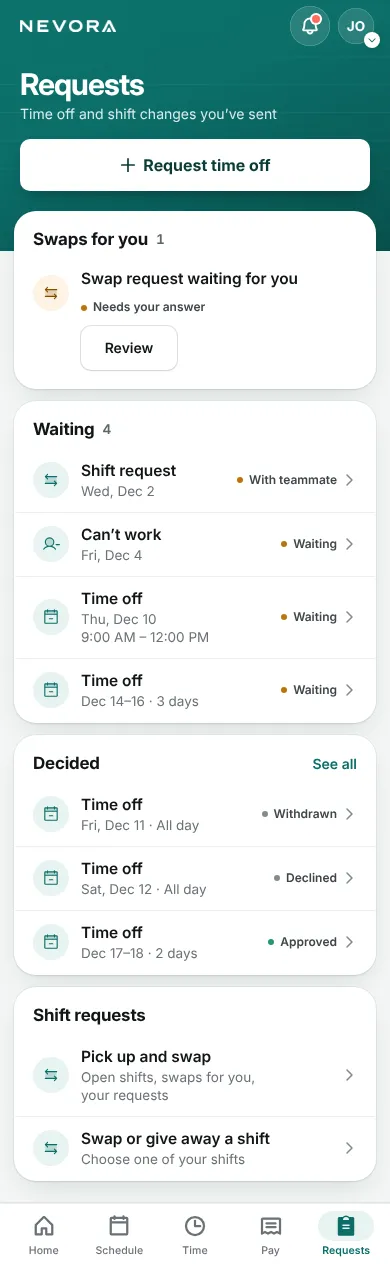 NEVORA
JO
Requests
Time off and shift changes you've sent
Request time off
Swaps for you 1
Swap request waiting for you
Needs your answer
Review
Waiting 4
Shift request
Wed, Dec 2
With teammate
Can't work
Fri, Dec 4
Waiting
Time off
Thu, Dec 10
9:00 AM – 12:00 PM
Waiting
Time off
Dec 14–16 · 3 days
Waiting
Decided
See all
Time off
Fri, Dec 11 · All day
Withdrawn
Time off
Sat, Dec 12 · All day
Declined
Time off
Dec 17–18 · 2 days
Approved
Shift requests
Pick up and swap
Open shifts, swaps for you,
your requests
Swap or give away a shift
Choose one of your shifts
Home
Schedule
Time
Pay
Requests